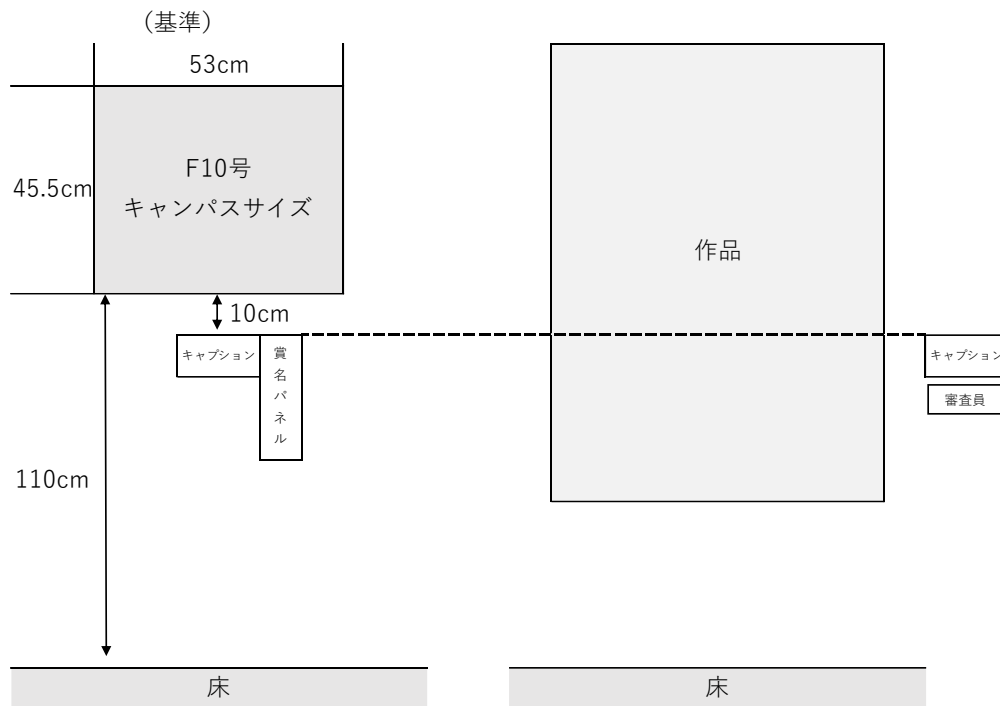 （基準）
53cm
F10号
キャンパスサイズ
45.5cm
10cm
キャプション
賞名パネル
110cm
床
作品
キャプション
審査員
床